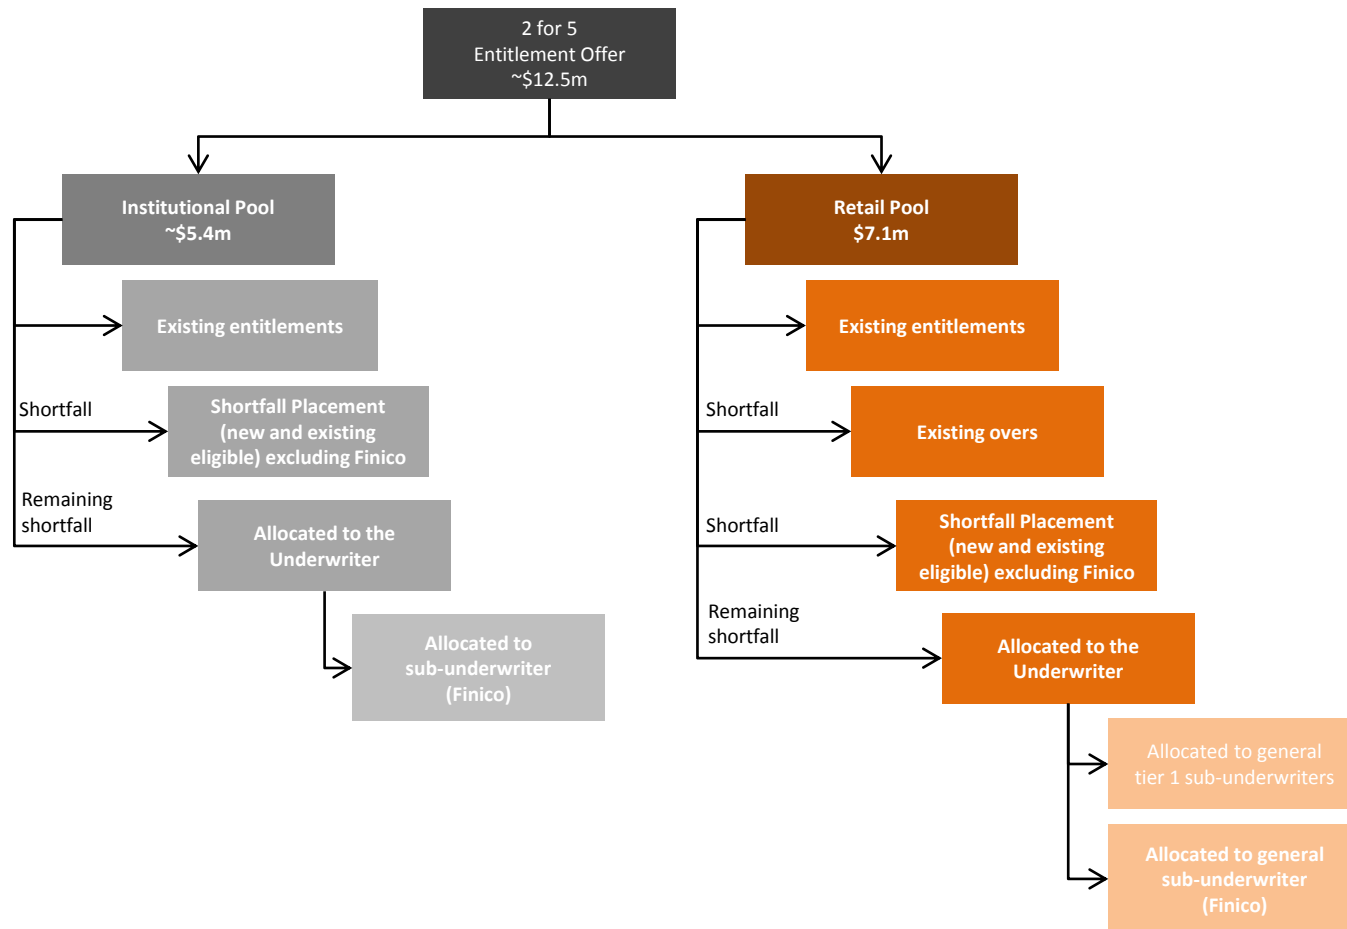 2 for 5
Entitlement Offer
~$12.5m
Institutional Pool
~$5.4m
Existing entitlements
Shortfall
Shortfall Placement
(new and existing
eligible) excluding Finico
Remaining
shortfall
Allocated to the
Underwriter
Allocated to
sub-underwriter
(Finico)
Retail Pool
$7.1m
Existing entitlements
Shortfall
Existing overs
Shortfall
Shortfall Placement
(new and existing
eligible) excluding Finico
Remaining
shortfall
Allocated to the
Underwriter
Allocated to general
tier 1 sub-underwriters
Allocated to general
sub-underwriter
(Finico)